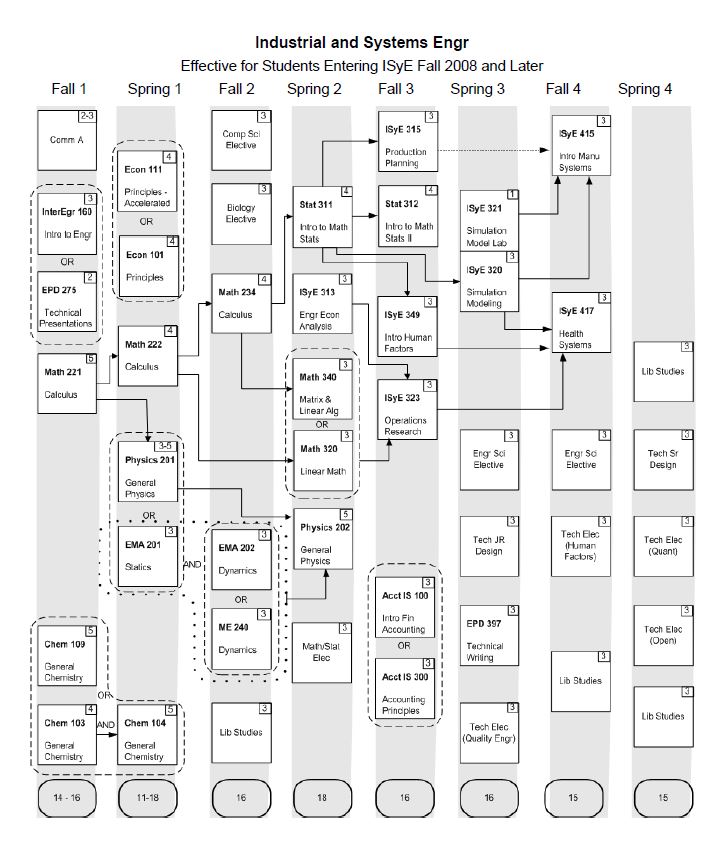 Industrial and Systems Engr
Effective for Students Entering ISyE Fall 2008 and Later
Fall 1
Spring 1
Fall 2
Spring 2
Fall 3
Spring 3
Fall 4
Spring 4
2-3
Comm A
3
InterEgr 160
Intro to Engr
OR
2
EPD 275
Technical
Presentations
5
Math 221
Calculus
5
Chem 109
General
Chemistry
OR
4
Chem 103
General
Chemistry
AND
14 - 16
4
Econ 111
Principles -
Accelerated
OR
4
Econ 101
Principles
4
Math 222
Calculus
3-5
Physics 201
General
Physics
OR
3
EMA 201
Statics
AND
5
Chem 104
General
Chemistry
11-18
3
Comp Sci
Elective
3
Biology
Elective
4
Math 234
Calculus
3
EMA 202
Dynamics
OR
3
ME 240
Dynamics
3
Lib Studies
16
4
Stat 311
Intro to Math
Stats
3
ISyE 313
Engr Econ
Analysis
3
Math 340
Matrix &
Linear Alg
OR
3
Math 320
Linear Math
5
Physics 202
General
Physics
3
Math/Stat
Elec
18
3
ISyE 315
Production
Planning
4
Stat 312
Intro to Math
Stats II
3
ISyE 349
Intro Human
Factors
3
ISyE 323
Operations
Research
3
Acct IS 100
Intro Fin
Accounting
OR
3
Acct IS 300
Accounting
Principles
16
1
ISyE 321
Simulation
Model Lab
3
ISyE 320
Simulation
Modeling
3
Engr Sci
Elective
3
Tech JR
Design
3
EPD 397
Technical
Writing
3
Tech Elec
(Quality Engr)
16
3
ISyE 415
Intro Manu
Systems
3
ISyE 417
Health
Systems
3
Engr Sci
Elective
3
Tech Elec
(Human
Factors)
3
Lib Studies
15
3
Lib Studies
3
Tech Sr
Design
3
Tech Elec
(Quant)
3
Tech Elec
(Open)
3
Lib Studies
15